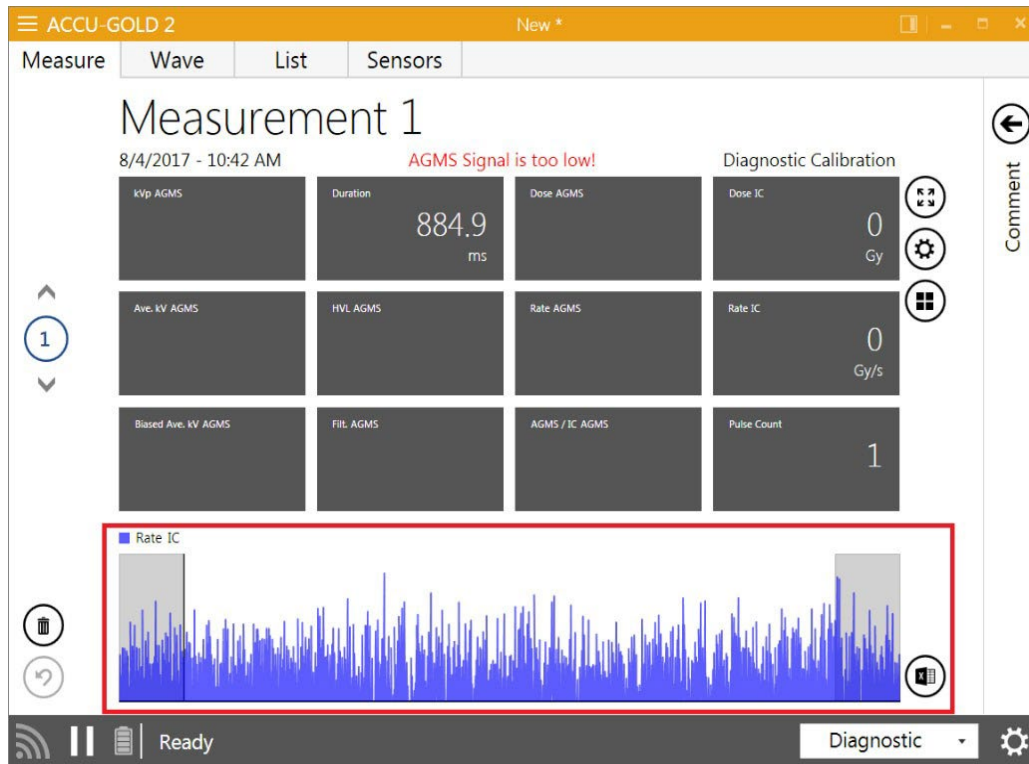 ACCU-GOLD 2 New *
Measure Wave List Sensors
Measurement 1
8/4/2017 - 10:42 AM AGMS Signal is too low! Diagnostic Calibration
Comment
kVp AGMS
Duration
884.9
ms
Dose AGMS
Dose IC
0
Gy
1
Ave. kV AGMS
HVL AGMS
Rate AGMS
Rate IC
0
Gy/s
Biased Ave. kV AGMS
Filt. AGMS
AGMS / IC AGMS
Pulse Count
1
Rate IC
Ready Diagnostic